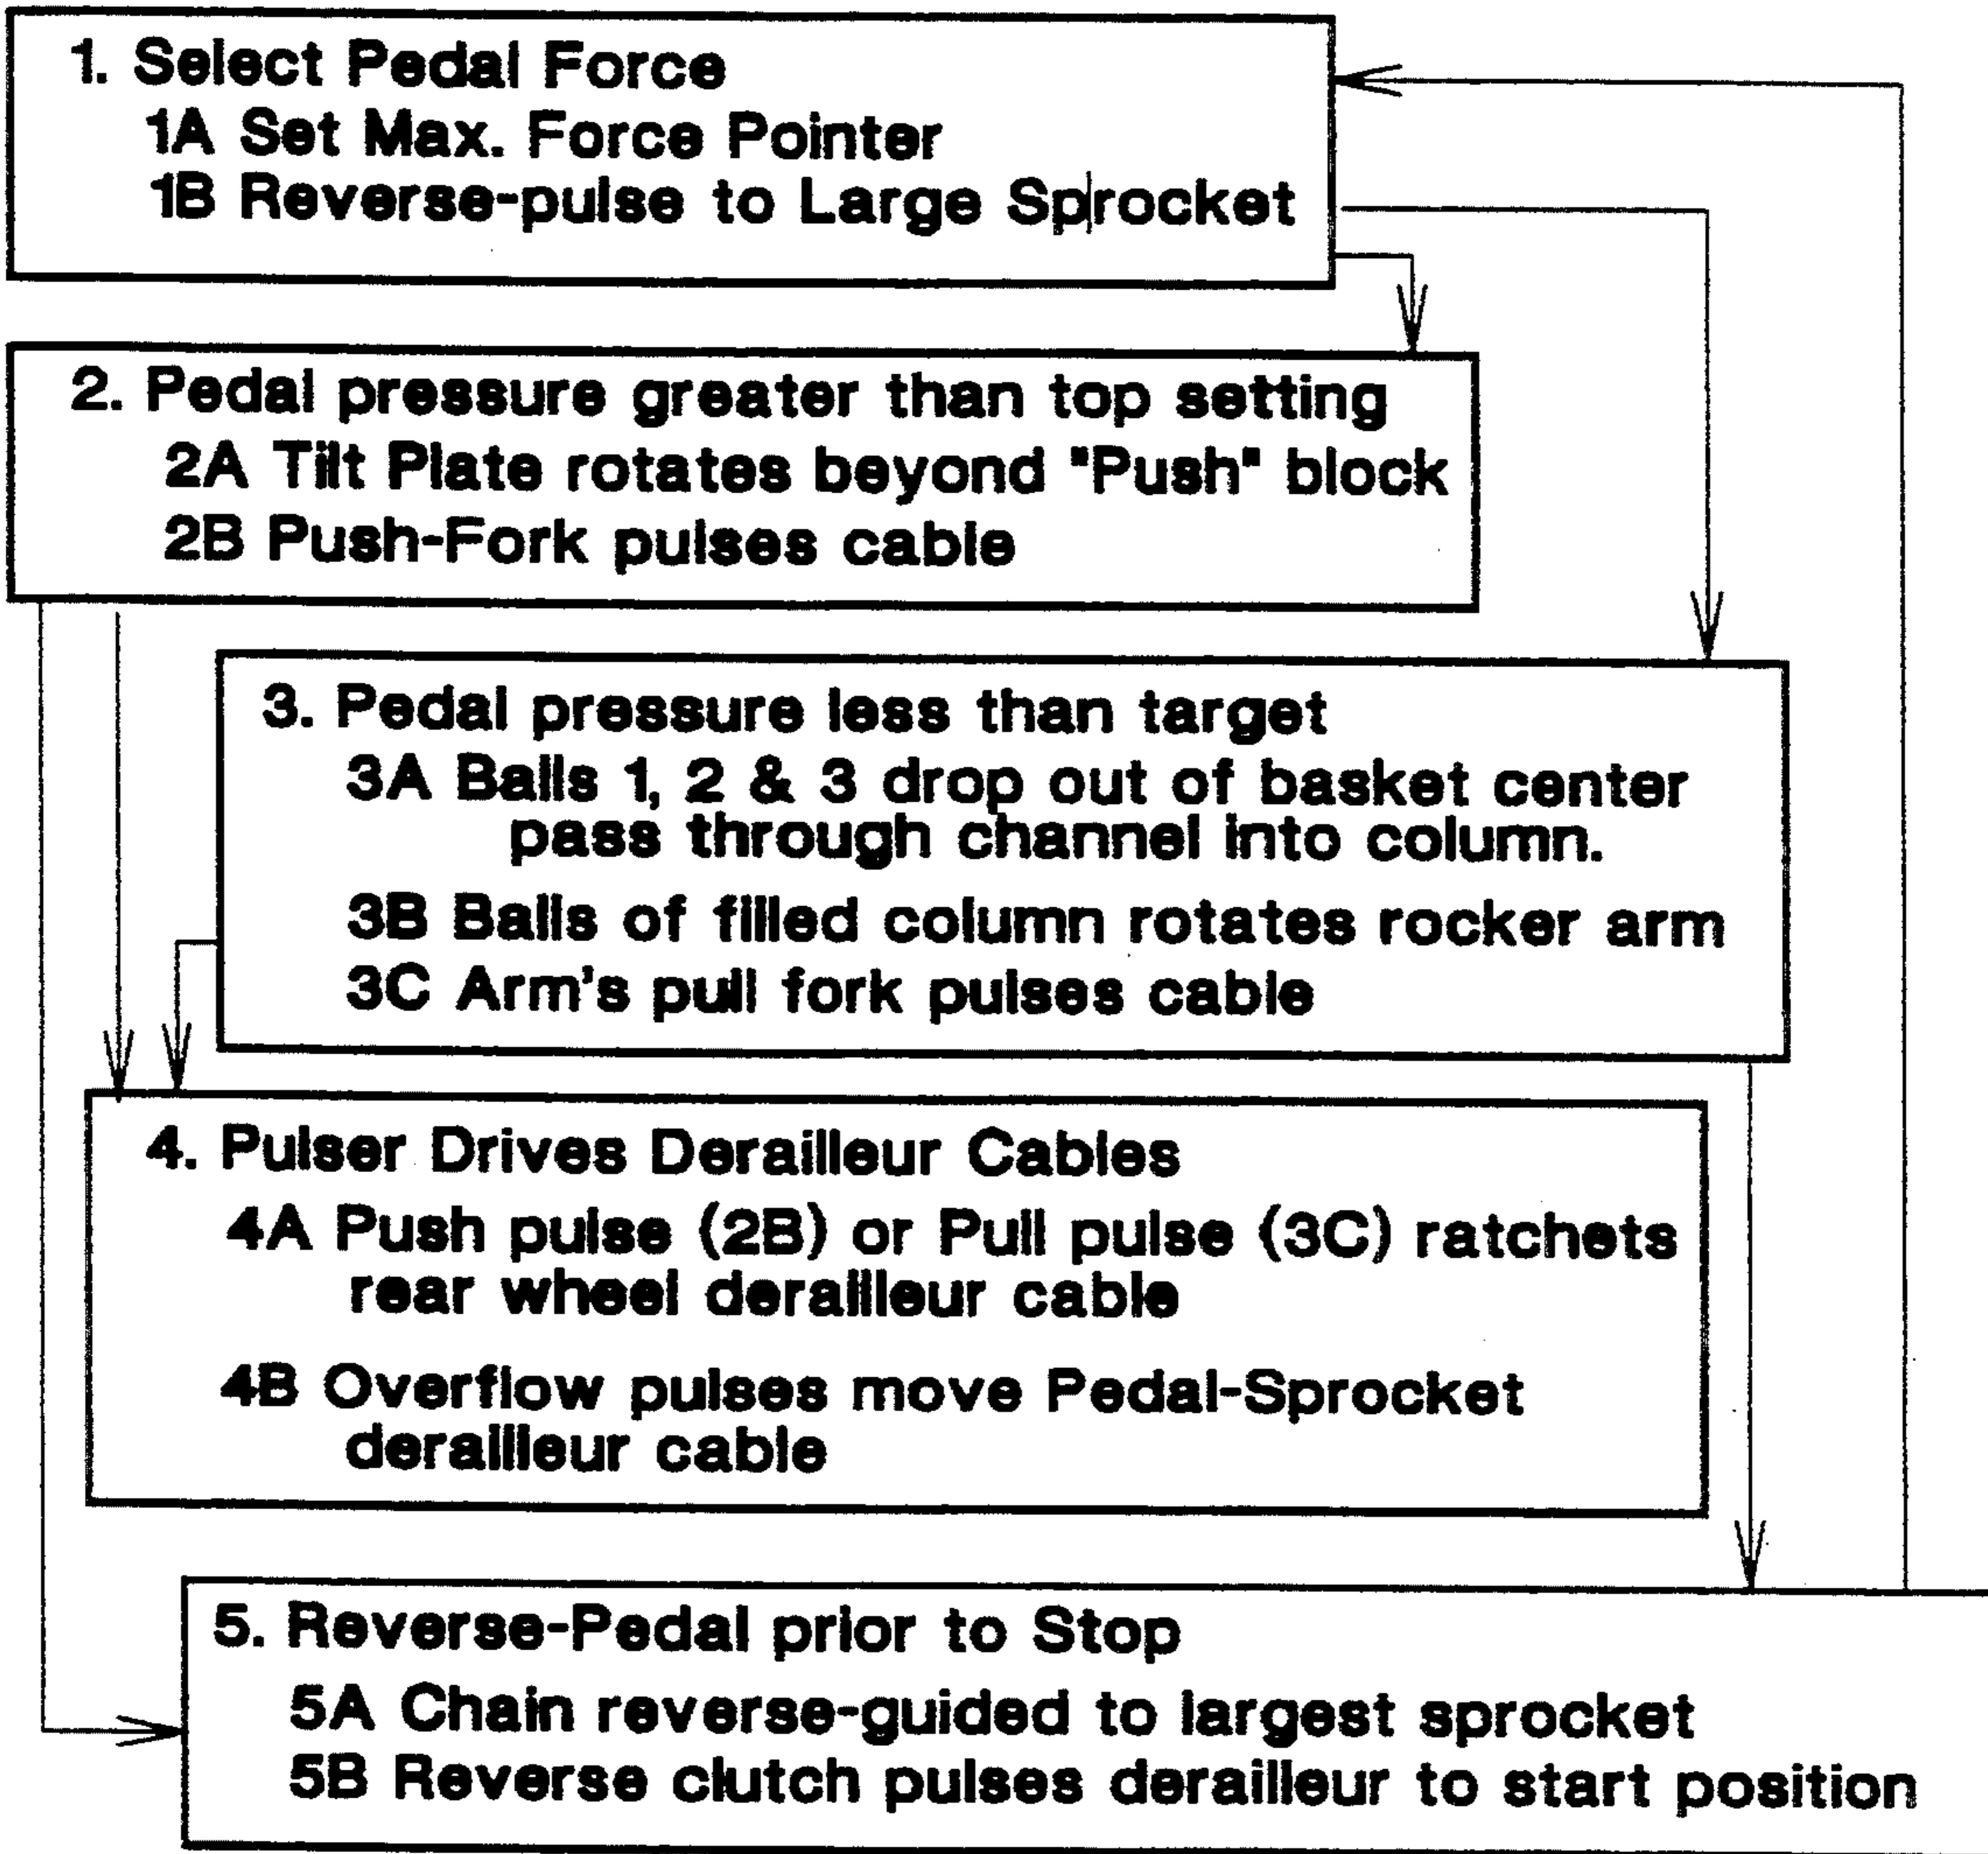 1. Select Pedal Force
1A Set Max. Force Pointer
1B Reverse-pulse to Large Sprocket
2. Pedal pressure greater than top setting
2A Tilt Plate rotates beyond "Push" block
2B Push-Fork pulses cable
3. Pedal pressure less than target
3A Balls 1, 2 & 3 drop out of basket center
pass through channel into column.
3B Balls of filled column rotates rocker arm
3C Arm's pull fork pulses cable
4. Pulser Drives Derailleur Cables
4A Push pulse (2B) or Pull pulse (3C) ratchets
rear wheel derailleur cable
4B Overflow pulses move Pedal-Sprocket
derailleur cable
5. Reverse-Pedal prior to Stop
5A Chain reverse-guided to largest sprocket
5B Reverse clutch pulses derailleur to start position